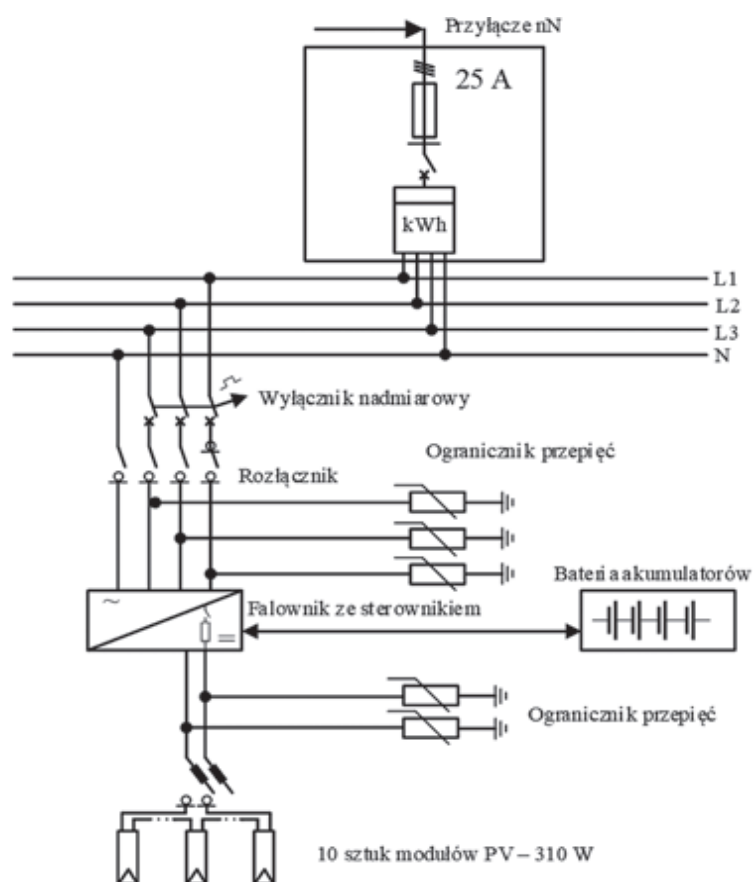 Przyłącze nN
25 A
kWh
L1
L2
L3
N
Wyłącznik nadmiarowy
Ogranicznik przepięć
Rozłącznik
Bateria akumulatorów
Falownik ze sterownikiem
Ogranicznik przepięć
10 sztuk modułów PV – 310 W